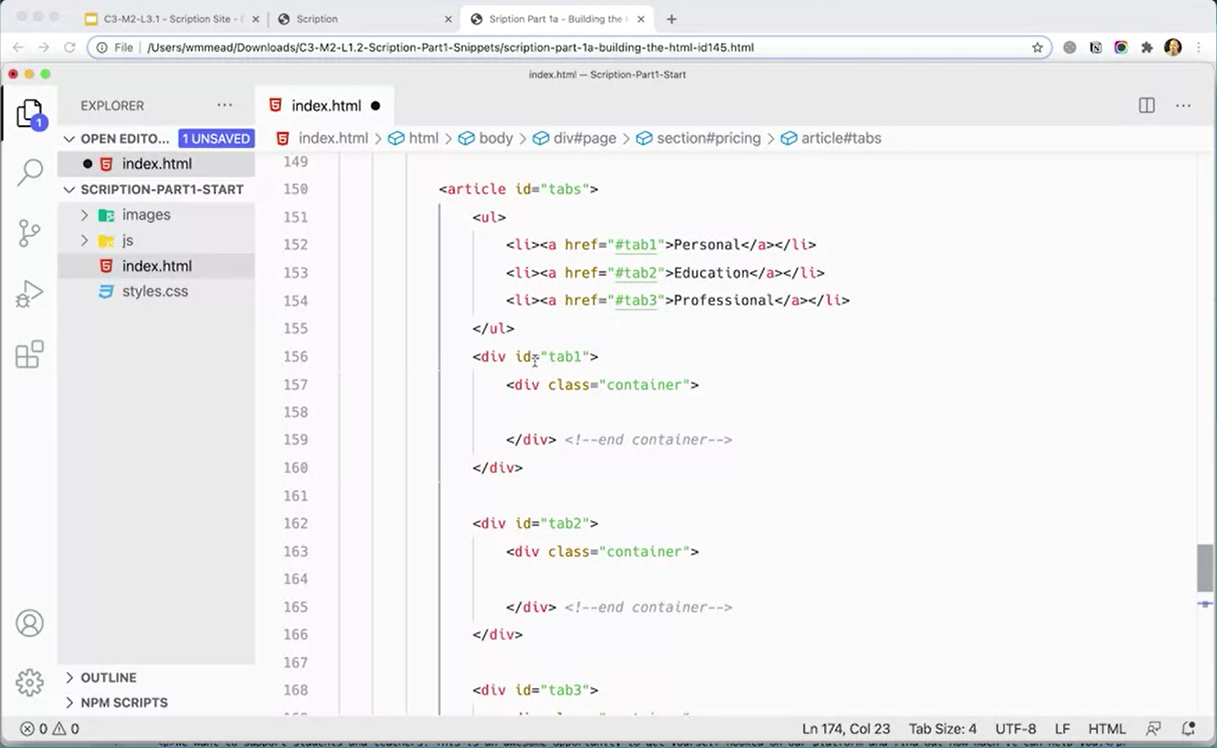 C3-M2-L3.1 - Scription Site -
Scription
Sription Part 1a - Building the
File
/Users/wmmead/Downloads/C3-M2-L1.2-Scription-Part1-Snippets/scription-part-1a-building-the-html-id145.html
index.html — Scription-Part1-Start
EXPLORER
index.html
OPEN EDITO... 1 UNSAVED
index.html > html > body > div#page > section#pricing > article#tabs
1
index.html
SCRIPTION-PART1-START
images
js
index.html
styles.css
149
150 <article id="tabs">
151 <ul>
152 <li><a href="#tab1">Personal</a></li>
153 <li><a href="#tab2">Education</a></li>
154 <li><a href="#tab3">Professional</a></li>
155 </ul>
156 <div id="tab1">
157 <div class="container">
158
159 </div> <!--end container-->
160 </div>
161
162 <div id="tab2">
163 <div class="container">
164
165 </div> <!--end container-->
166 </div>
167
168 <div id="tab3">
OUTLINE
NPM SCRIPTS
0 0
Ln 174, Col 23 Tab Size: 4 UTF-8 LF HTML